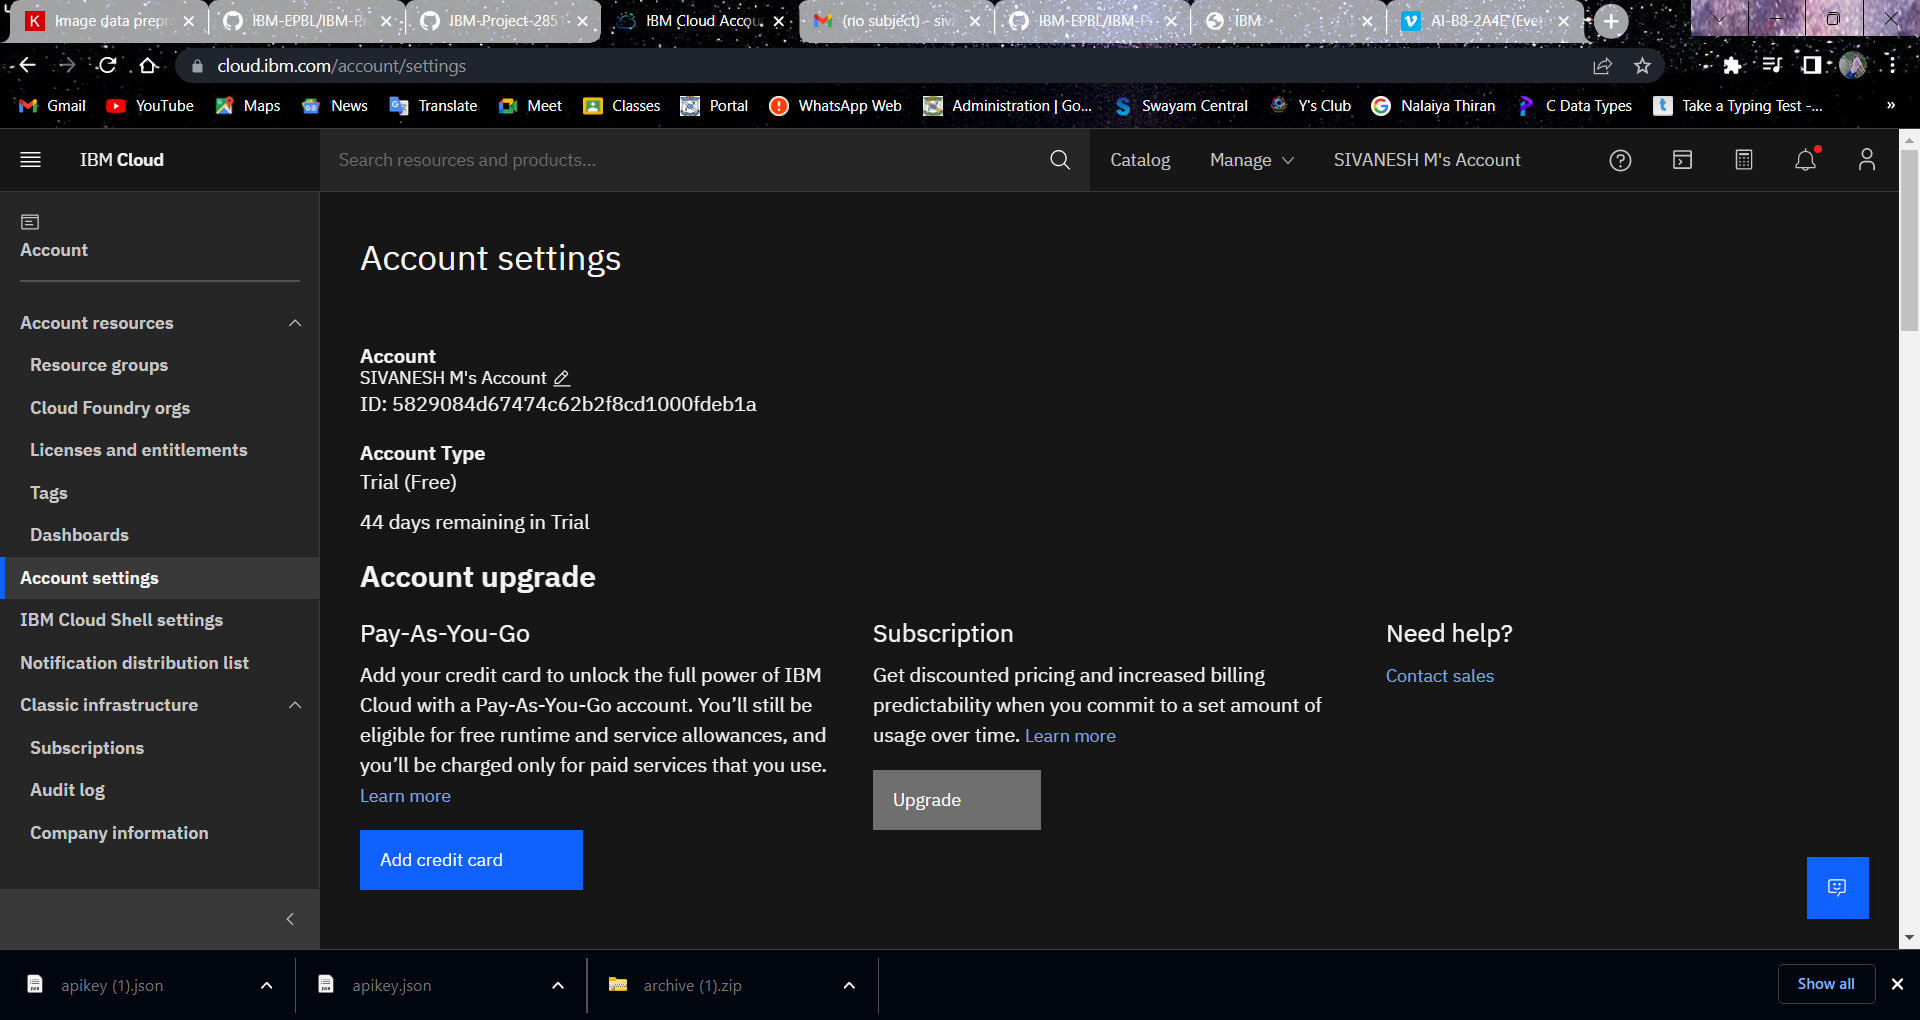 Image data prepr
IBM-EPBL/IBM-Pr
IBM-Project-2851
IBM Cloud Accou
(no subject) - siva
IBM-EPBL/IBM-P
IBM
AI-B8-2A4E (Eve
cloud.ibm.com/account/settings
Gmail
YouTube
Maps
News
Translate
Meet
Classes
Portal
WhatsApp Web
Administration | Go...
Swayam Central
Y's Club
Nalaiya Thiran
C Data Types
Take a Typing Test -...
»
IBM Cloud
Search resources and products...
Catalog
Manage
SIVANESH M's Account
Account
Account resources
Resource groups
Cloud Foundry orgs
Licenses and entitlements
Tags
Dashboards
Account settings
IBM Cloud Shell settings
Notification distribution list
Classic infrastructure
Subscriptions
Audit log
Company information
Account settings
Account
SIVANESH M's Account
ID: 5829084d67474c62b2f8cd1000fdeb1a
Account Type
Trial (Free)
44 days remaining in Trial
Account upgrade
Pay-As-You-Go
Add your credit card to unlock the full power of IBM
Cloud with a Pay-As-You-Go account. You’ll still be
eligible for free runtime and service allowances, and
you’ll be charged only for paid services that you use.
Learn more
Add credit card
Subscription
Get discounted pricing and increased billing
predictability when you commit to a set amount of
usage over time. Learn more
Upgrade
Need help?
Contact sales
apikey (1).json
apikey.json
archive (1).zip
Show all